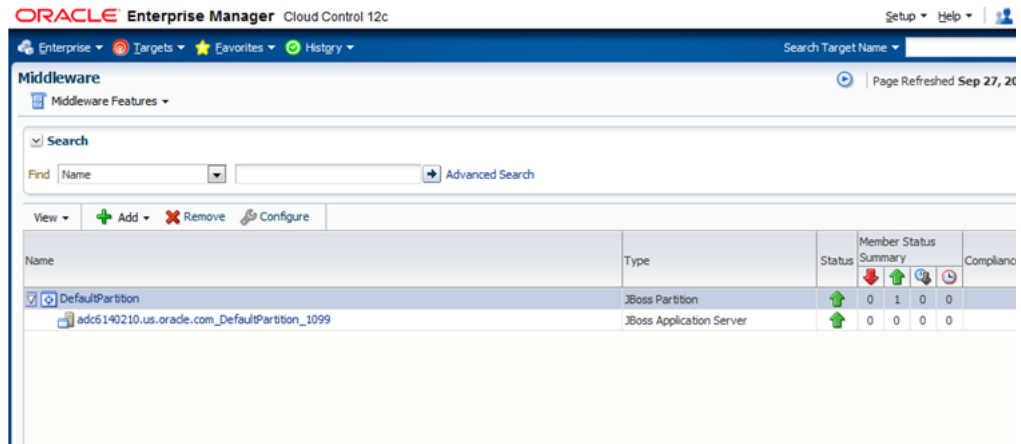 ORACLE Enterprise Manager Cloud Control 12c Setup Help
Enterprise Targets Favorites History Search Target Name
Middleware Page Refreshed Sep 27, 20
Middleware Features
Search
Find Name Advanced Search
View Add Remove Configure
Name Type Status Member Status Summary Compliance
DefaultPartition JBoss Partition 0 1 0 0
adc6140210.us.oracle.com_DefaultPartition_1099 JBoss Application Server 0 0 0 0